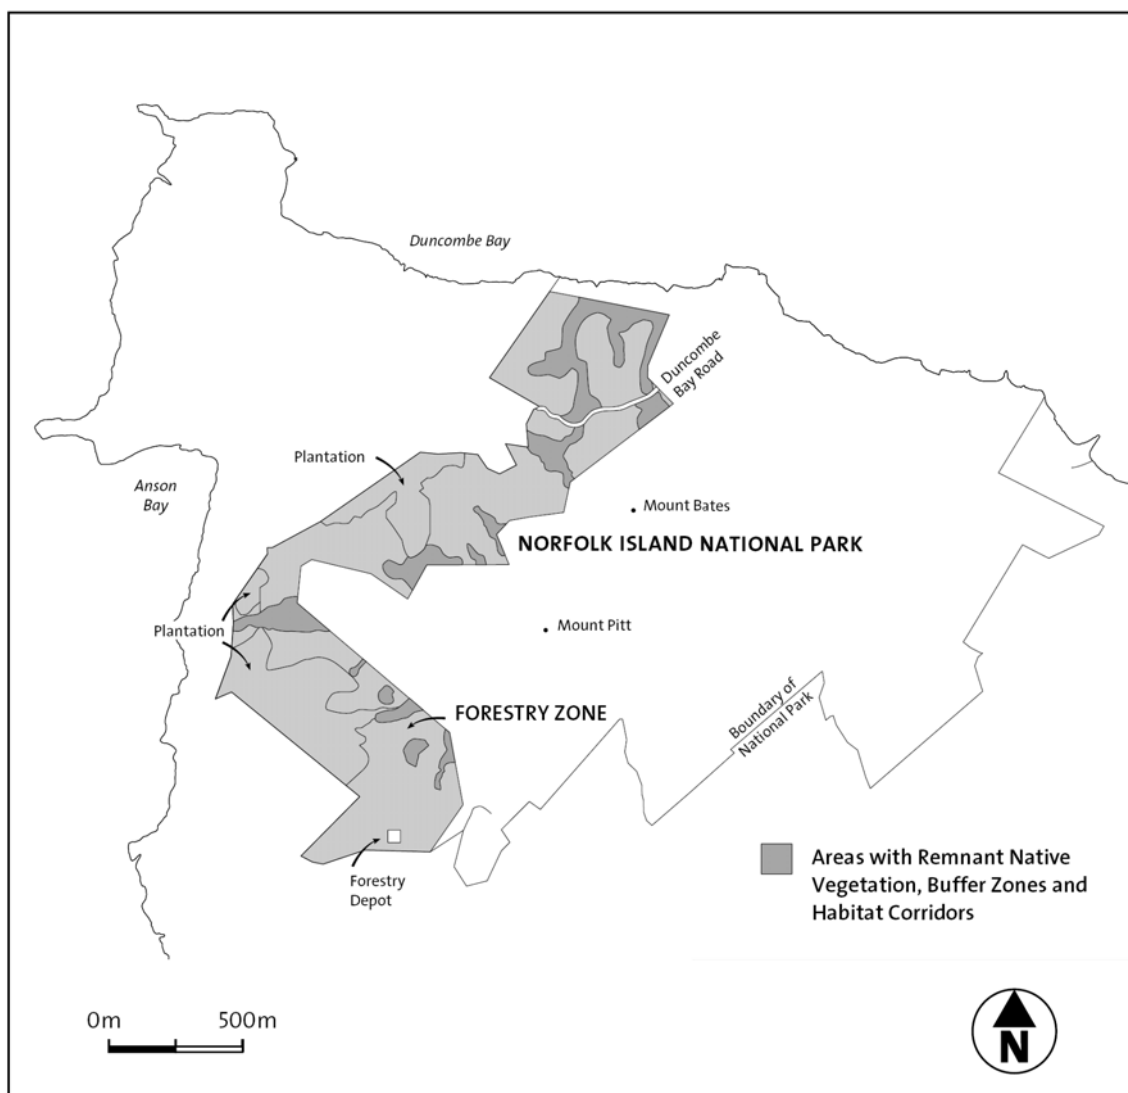 Duncombe Bay
Duncombe
Bay Road
Plantation
Anson
Bay
Mount Bates
NORFOLK ISLAND NATIONAL PARK
Plantation
Mount Pitt
FORESTRY ZONE
Boundary of
National Park
Forestry
Depot
Areas with Remnant Native
Vegetation, Buffer Zones and
Habitat Corridors
0m 500m
N